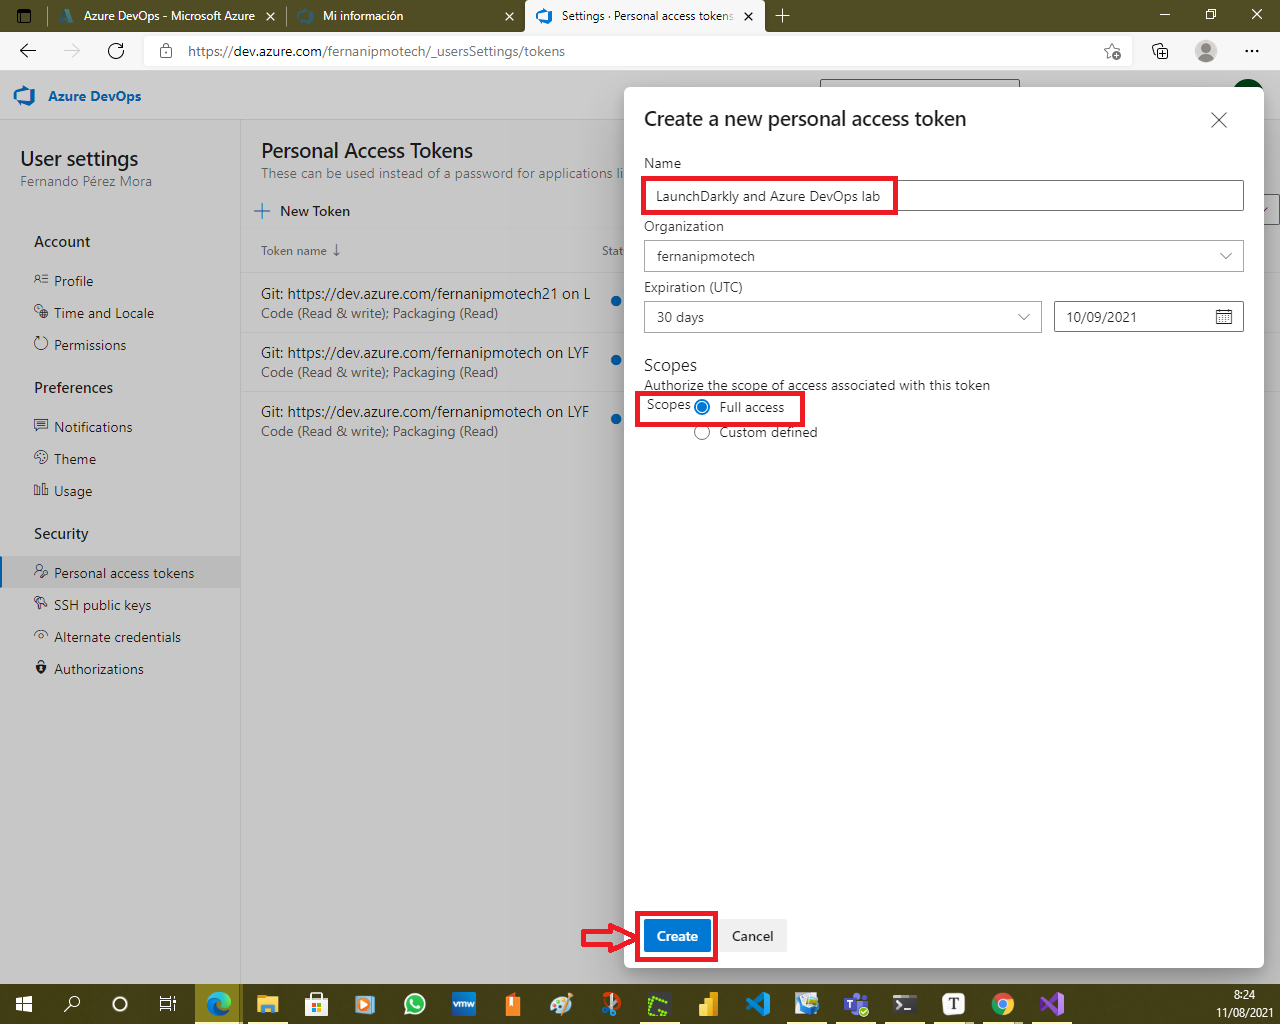 Azure DevOps - Microsoft Azure
Mi información
Settings · Personal access tokens
https://dev.azure.com/fernanipmotech/_usersSettings/tokens
Azure DevOps
User settings
Fernando Pérez Mora
Account
Profile
Time and Locale
Permissions
Preferences
Notifications
Theme
Usage
Security
Personal access tokens
SSH public keys
Alternate credentials
Authorizations
Personal Access Tokens
These can be used instead of a password for applications li
New Token
Token name
Stat
Git: https://dev.azure.com/fernanipmotech21 on L
Code (Read & write); Packaging (Read)
Git: https://dev.azure.com/fernanipmotech on LYF
Code (Read & write); Packaging (Read)
Git: https://dev.azure.com/fernanipmotech on LYF
Code (Read & write); Packaging (Read)
Create a new personal access token
Name
LaunchDarkly and Azure DevOps lab
Organization
fernanipmotech
Expiration (UTC)
30 days
10/09/2021
Scopes
Authorize the scope of access associated with this token
Scopes
Full access
Custom defined
Create
Cancel
vmw
T
8:24
11/08/2021